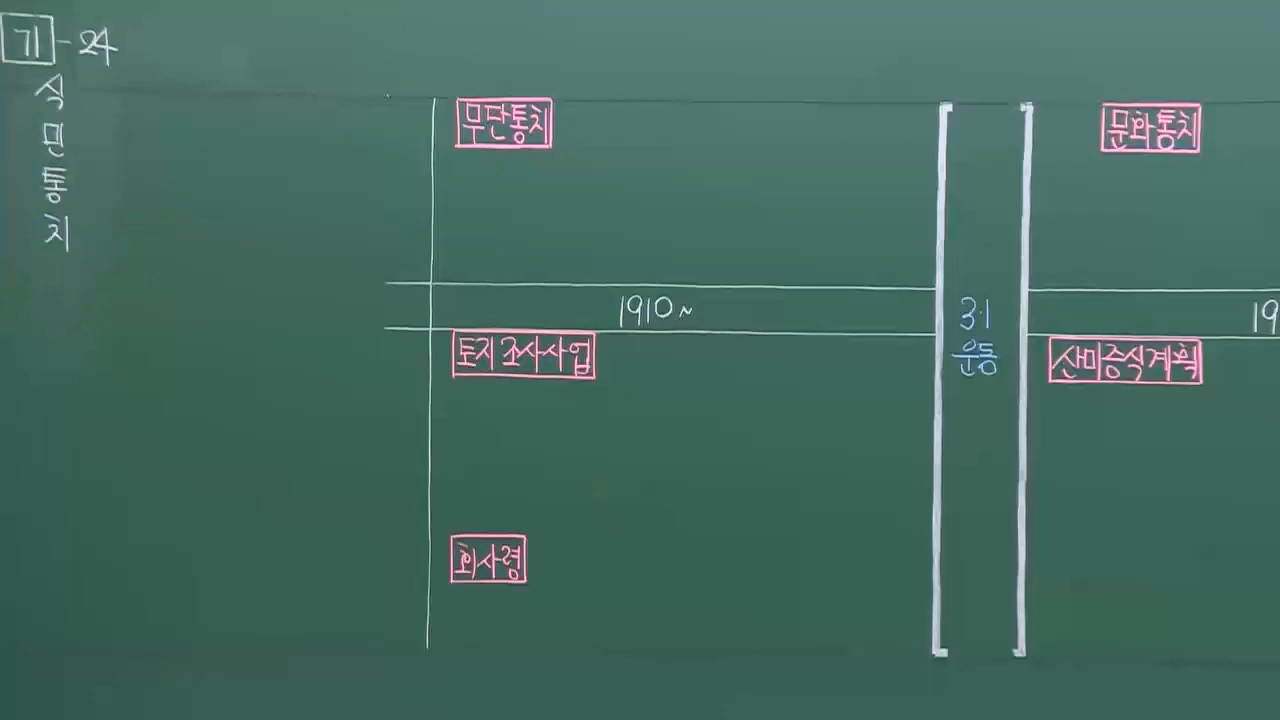 기-24
식민통치
무단통치
문화통치
1910~
3·1
운동
19
토지조사사업
산미증식계획
회사령